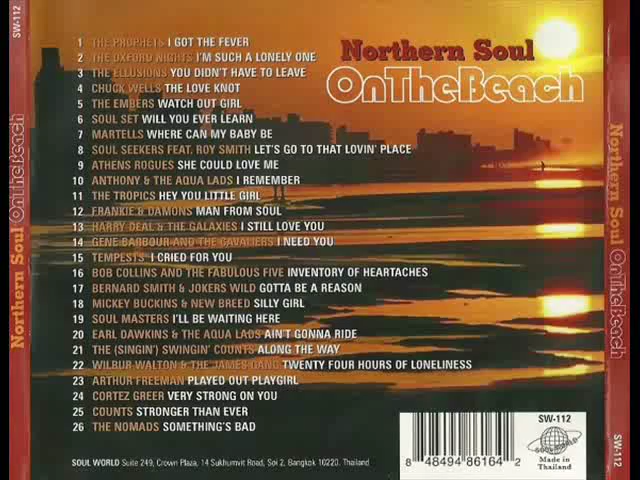 SW-112
Northern Soul OnTheBeach
Northern Soul
OnTheBeach
1 THE PROPHETS I GOT THE FEVER
2 THE OXFORD NIGHTS I'M SUCH A LONELY ONE
3 THE ELLUSIONS YOU DIDN'T HAVE TO LEAVE
4 CHUCK WELLS THE LOVE KNOT
5 THE EMBERS WATCH OUT GIRL
6 SOUL SET WILL YOU EVER LEARN
7 MARTELLS WHERE CAN MY BABY BE
8 SOUL SEEKERS FEAT. ROY SMITH LET'S GO TO THAT LOVIN' PLACE
9 ATHENS ROGUES SHE COULD LOVE ME
10 ANTHONY & THE AQUA LADS I REMEMBER
11 THE TROPICS HEY YOU LITTLE GIRL
12 FRANKIE & DAMONS MAN FROM SOUL
13 HARRY DEAL & THE GALAXIES I STILL LOVE YOU
14 GENE BARBOUR AND THE CAVALIERS I NEED YOU
15 TEMPESTS I CRIED FOR YOU
16 BOB COLLINS AND THE FABULOUS FIVE INVENTORY OF HEARTACHES
17 BERNARD SMITH & JOKERS WILD GOTTA BE A REASON
18 MICKEY BUCKINS & NEW BREED SILLY GIRL
19 SOUL MASTERS I'LL BE WAITING HERE
20 EARL DAWKINS & THE AQUA LADS AIN'T GONNA RIDE
21 THE (SINGIN') SWINGIN' COUNTS ALONG THE WAY
22 WILBUR WALTON & THE JAMES GANG TWENTY FOUR HOURS OF LONELINESS
23 ARTHUR FREEMAN PLAYED OUT PLAYGIRL
24 CORTEZ GREER VERY STRONG ON YOU
25 COUNTS STRONGER THAN EVER
26 THE NOMADS SOMETHING'S BAD
SOUL WORLD Suite 249, Crown Plaza, 14 Sukhumvit Road, Soi 2, Bangkok 10220. Thailand
8 48494 86164 2
SW-112
SOUL WORLD
Made in
Thailand
Northern Soul OnTheBeach
SW-112